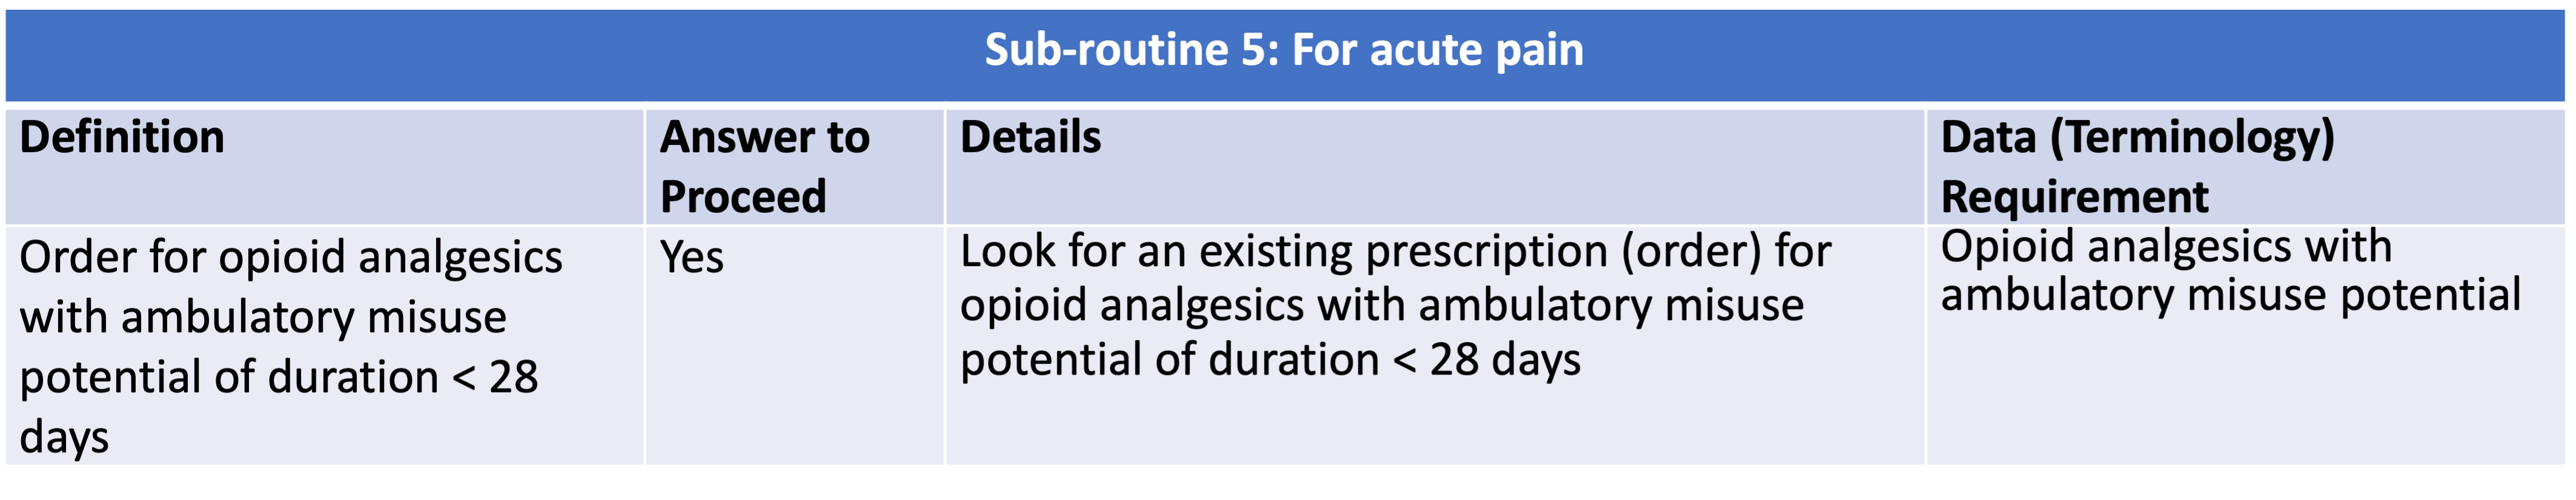 Sub-routine 5: For acute pain
Definition
Answer to
Proceed
Details
Data (Terminology)
Requirement
Order for opioid analgesics
with ambulatory misuse
potential of duration < 28
days
Yes
Look for an existing prescription (order) for
opioid analgesics with ambulatory misuse
potential of duration < 28 days
Opioid analgesics with
ambulatory misuse potential